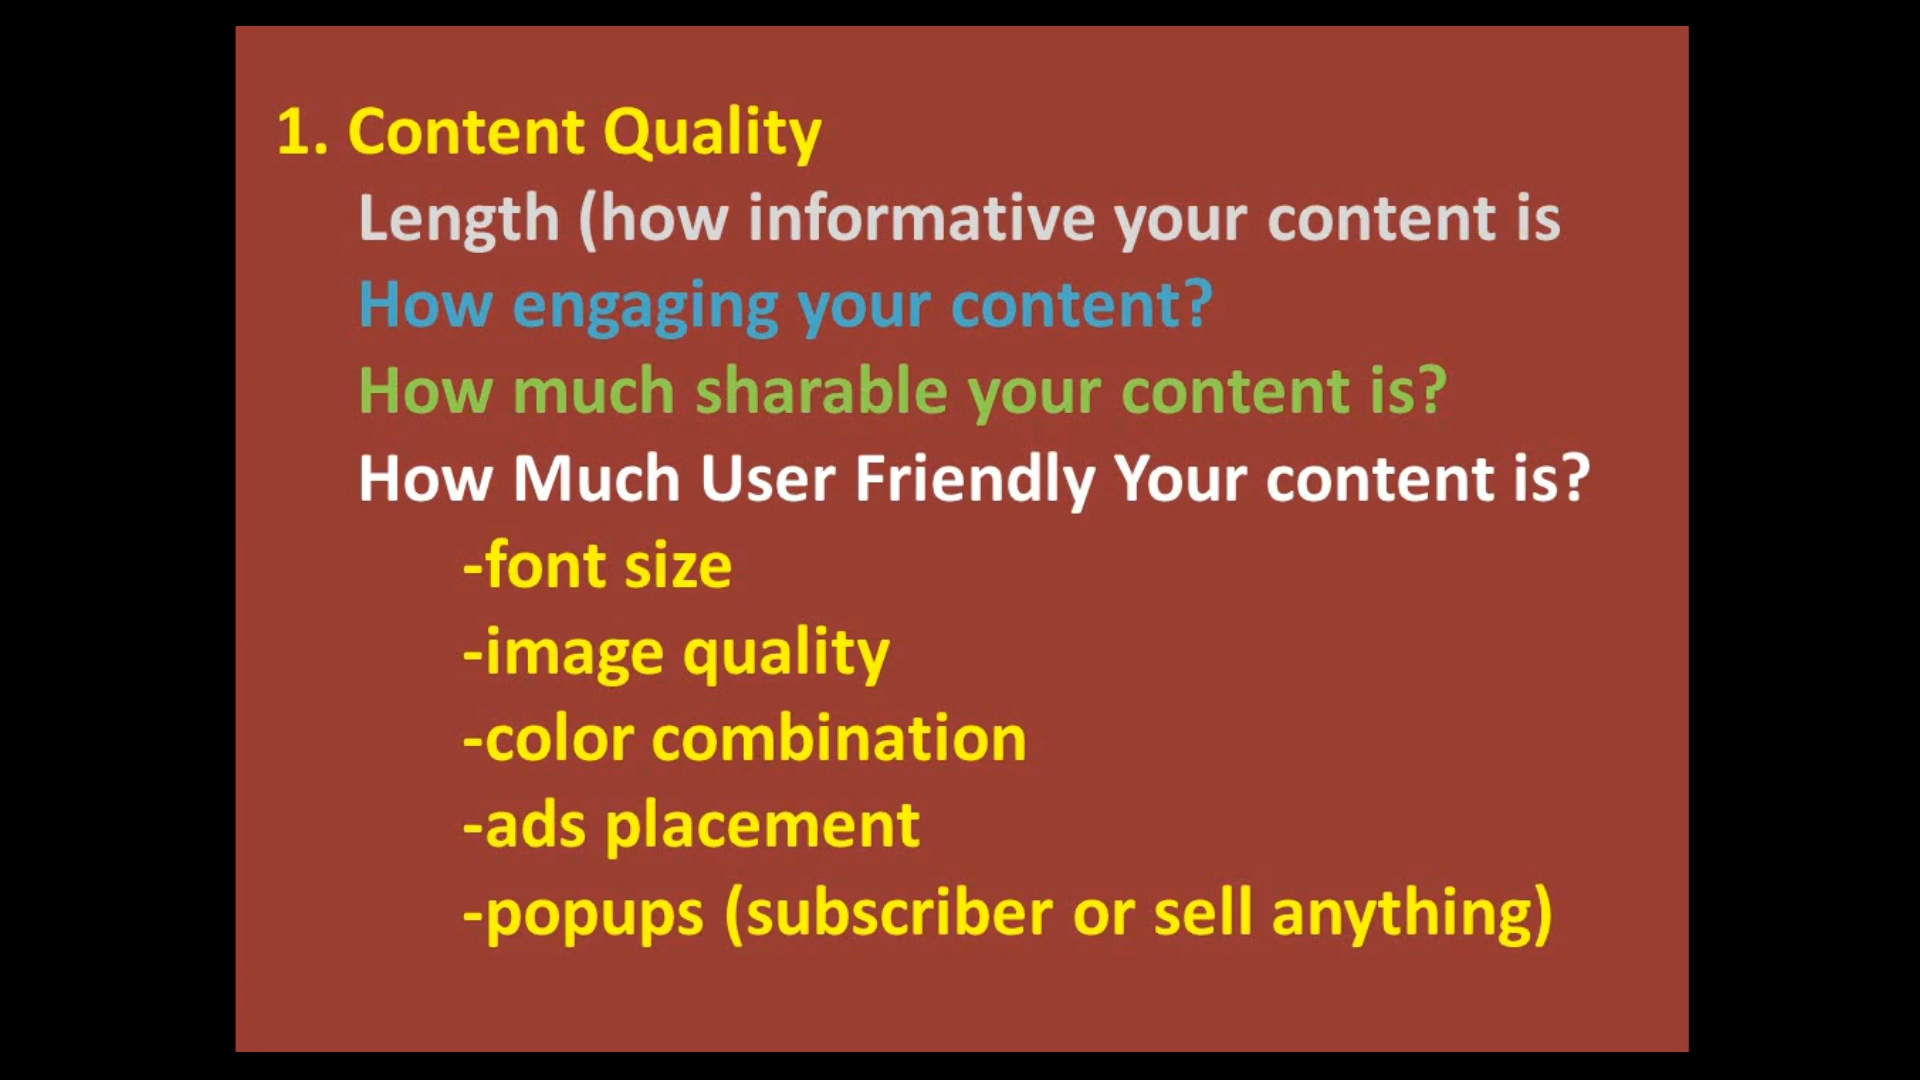 1. Content Quality
Length (how informative your content is
How engaging your content?
How much sharable your content is?
How Much User Friendly Your content is?
-font size
-image quality
-color combination
-ads placement
-popups (subscriber or sell anything)